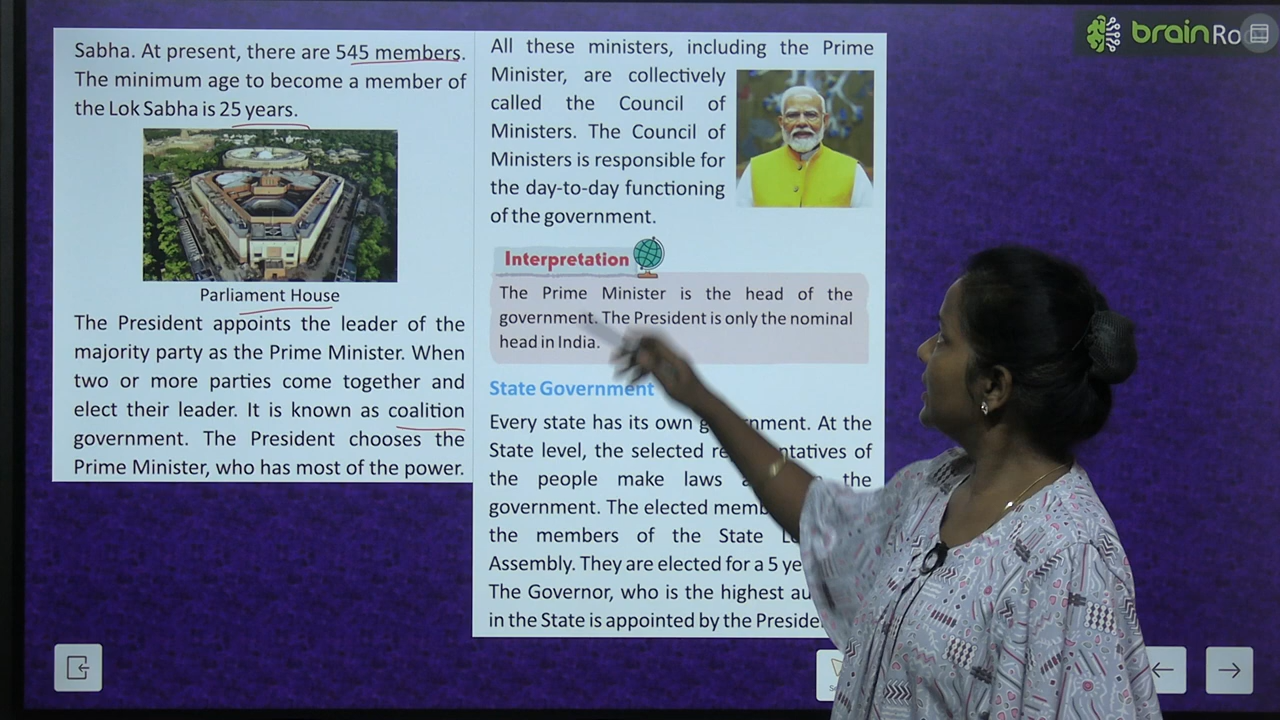 Sabha. At present, there are 545 members.
The minimum age to become a member of
the Lok Sabha is 25 years.
Parliament House
The President appoints the leader of the
majority party as the Prime Minister. When
two or more parties come together and
elect their leader. It is known as coalition
government. The President chooses the
Prime Minister, who has most of the power.
All these ministers, including the Prime
Minister, are collectively
called the Council of
Ministers. The Council of
Ministers is responsible for
the day-to-day functioning
of the government.
Interpretation
The Prime Minister is the head of the
government. The President is only the nominal
head in India.
State Government
Every state has its own government. At the
State level, the selected representatives of
the people make laws the
government. The elected
the members of the State
Assembly. They are elected for a 5
The Governor, who is the highest
in the State is appointed by the
brain